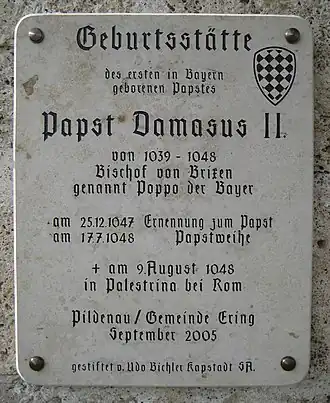 Geburtsstätte
des ersten in Bayern
geborenen Papstes
Papst Damasus II.
von 1039 - 1048
Bischof von Brixen
genannt Poppo der Bayer
am 25.12.1047 Ernennung zum Papst
am 17.7.1048 Papstweihe
+ am 9. August 1048
in Palestrina bei Rom
Pildenau / Gemeinde Ering
September 2005
gestiftet v. Udo Bichler Kapstadt SA.